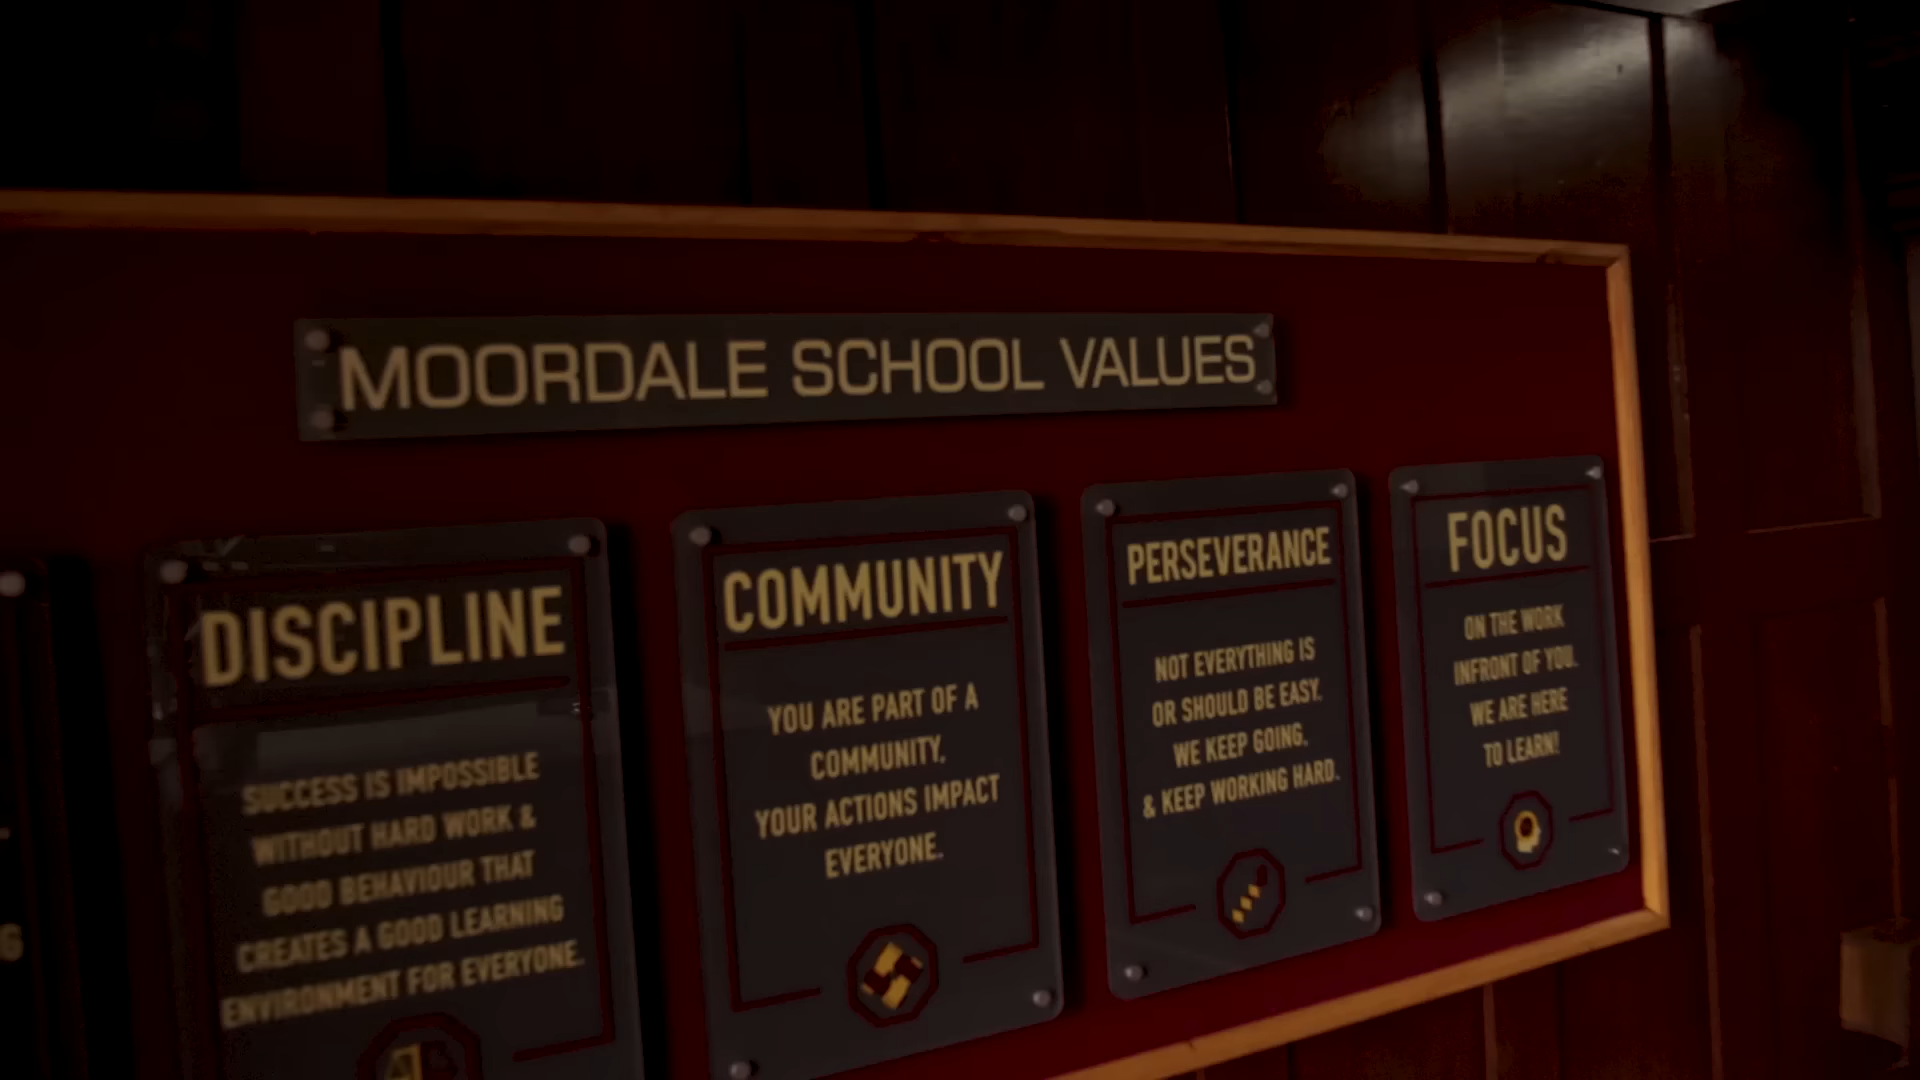 MOORDALE SCHOOL VALUES
DISCIPLINE
SUCCESS IS IMPOSSIBLE
WITHOUT HARD WORK &
GOOD BEHAVIOUR THAT
CREATES A GOOD LEARNING
ENVIRONMENT FOR EVERYONE.
COMMUNITY
YOU ARE PART OF A
COMMUNITY.
YOUR ACTIONS IMPACT
EVERYONE.
PERSEVERANCE
NOT EVERYTHING IS
OR SHOULD BE EASY.
WE KEEP GOING,
& KEEP WORKING HARD.
FOCUS
ON THE WORK
INFRONT OF YOU.
WE ARE HERE
TO LEARN!